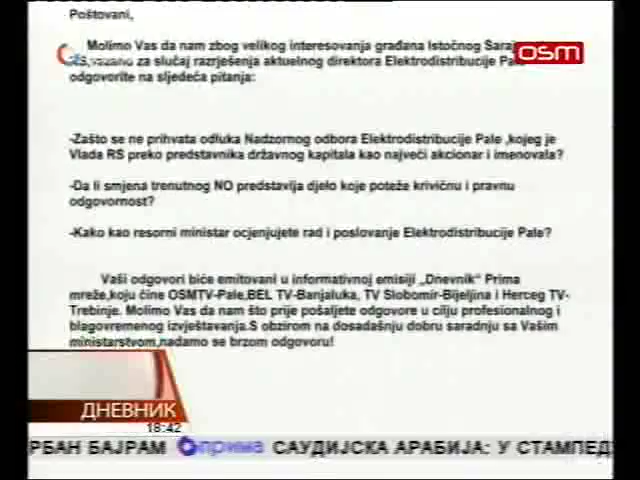 Poštovani,
Molimo Vas da nam zbog velikog interesovanja građana Istočnog
OSM
za slučaj razrješenja aktuelnog direktora Elektrodistribucije Pale
odgovorite na sljedeća pitanja:
-Zašto se ne prihvata odluka Nadzornog odbora Elektrodistribucije Pale ,kojeg je
Vlada RS preko predstavnika državnog kapitala kao najveći akcionar i imenovala?
-Da li smjena trenutnog NO predstavlja djelo koje poteže krivičnu i pravnu
odgovornost?
-Kako kao resorni ministar ocjenjujete rad i poslovanje Elektrodistribucije Pale?
Vaši odgovori biće emitovani u informativnoj emisiji „Dnevnik“ Prima
mreže,koju čine OSMTV-Pale,BEL TV-Banjaluka, TV Slobomir-Bijeljina i Herceg TV-
Trebinje. Molimo Vas da nam što prije pošaljete odgovore u cilju profesionalnog i
blagovremenog izvještavanja.S obzirom na dosadašnju dobru saradnju sa Vašim
ministarstvom,nadamo se brzom odgovoru!
ДНЕВНИК
18:42
РБАН БАЈРАМ прима САУДИЈСКА АРАБИЈА: У СТАМПЕД